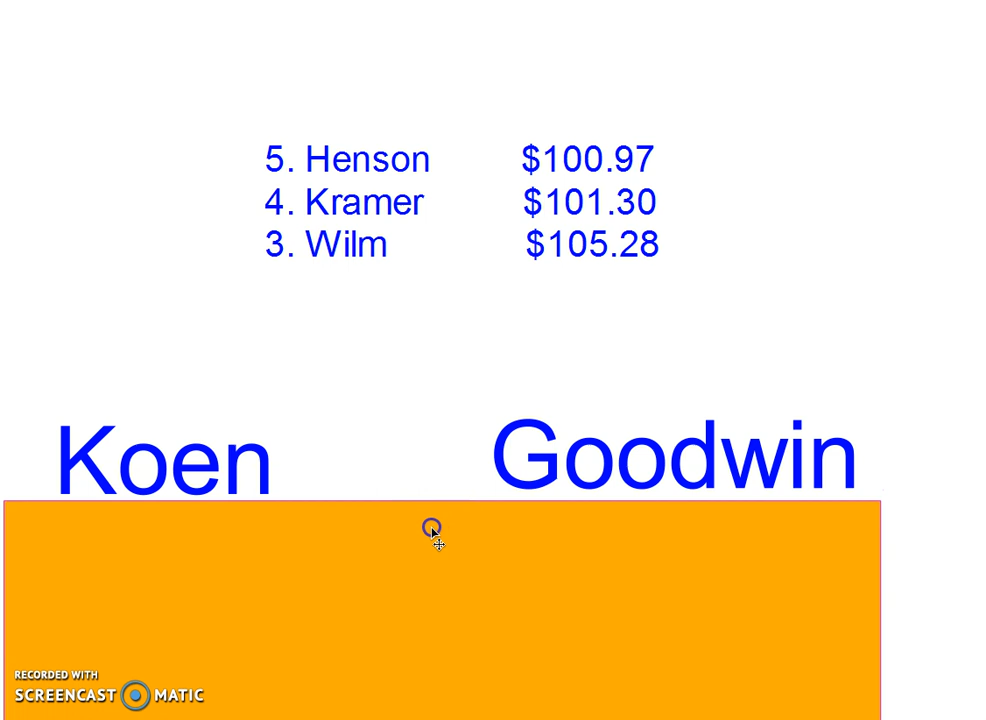 5. Henson $100.97
4. Kramer $101.30
3. Wilm $105.28
Koen Goodwin
RECORDED WITH
SCREENCAST MATIC